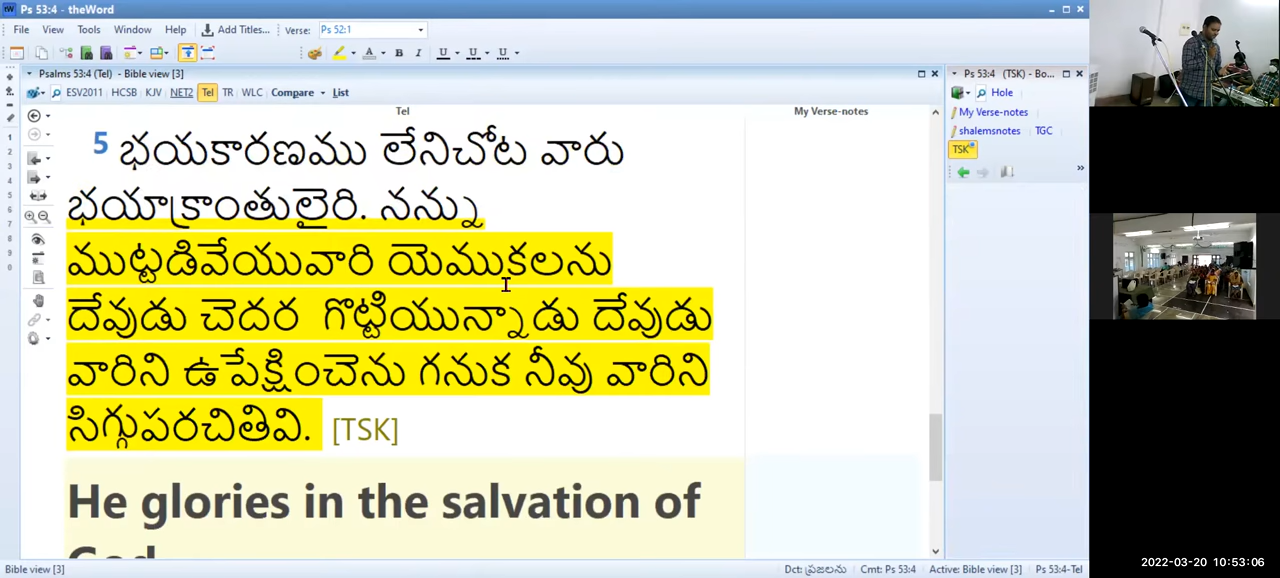 Ps 53:4 - theWord
File View Tools Window Help Add Titles... Verse: Ps 52:1
Psalms 53:4 (Tel) - Bible view [3]
Ps 53:4 (TSK) - Bo...
ESV2011 HCSB KJV NET2 Tel TR WLC Compare List
Hole
Tel
My Verse-notes
My Verse-notes
shalemsnotes TGC
TSK
5 భయకారణము లేనిచోట వారు
భయాక్రాంతులైరి. నన్ను
ముట్టడివేయువారి యెముకలను
దేవుడు చెదర గొట్టియున్నాడు దేవుడు
వారిని ఉపేక్షించెను గనుక నీవు వారిని
సిగ్గుపరచితివి. [TSK]
He glories in the salvation of
God
Bible view [3] Dct: ప్రజలను Cmt: Ps 53:4 Active: Bible view [3] Ps 53:4-Tel
2022-03-20 10:53:06